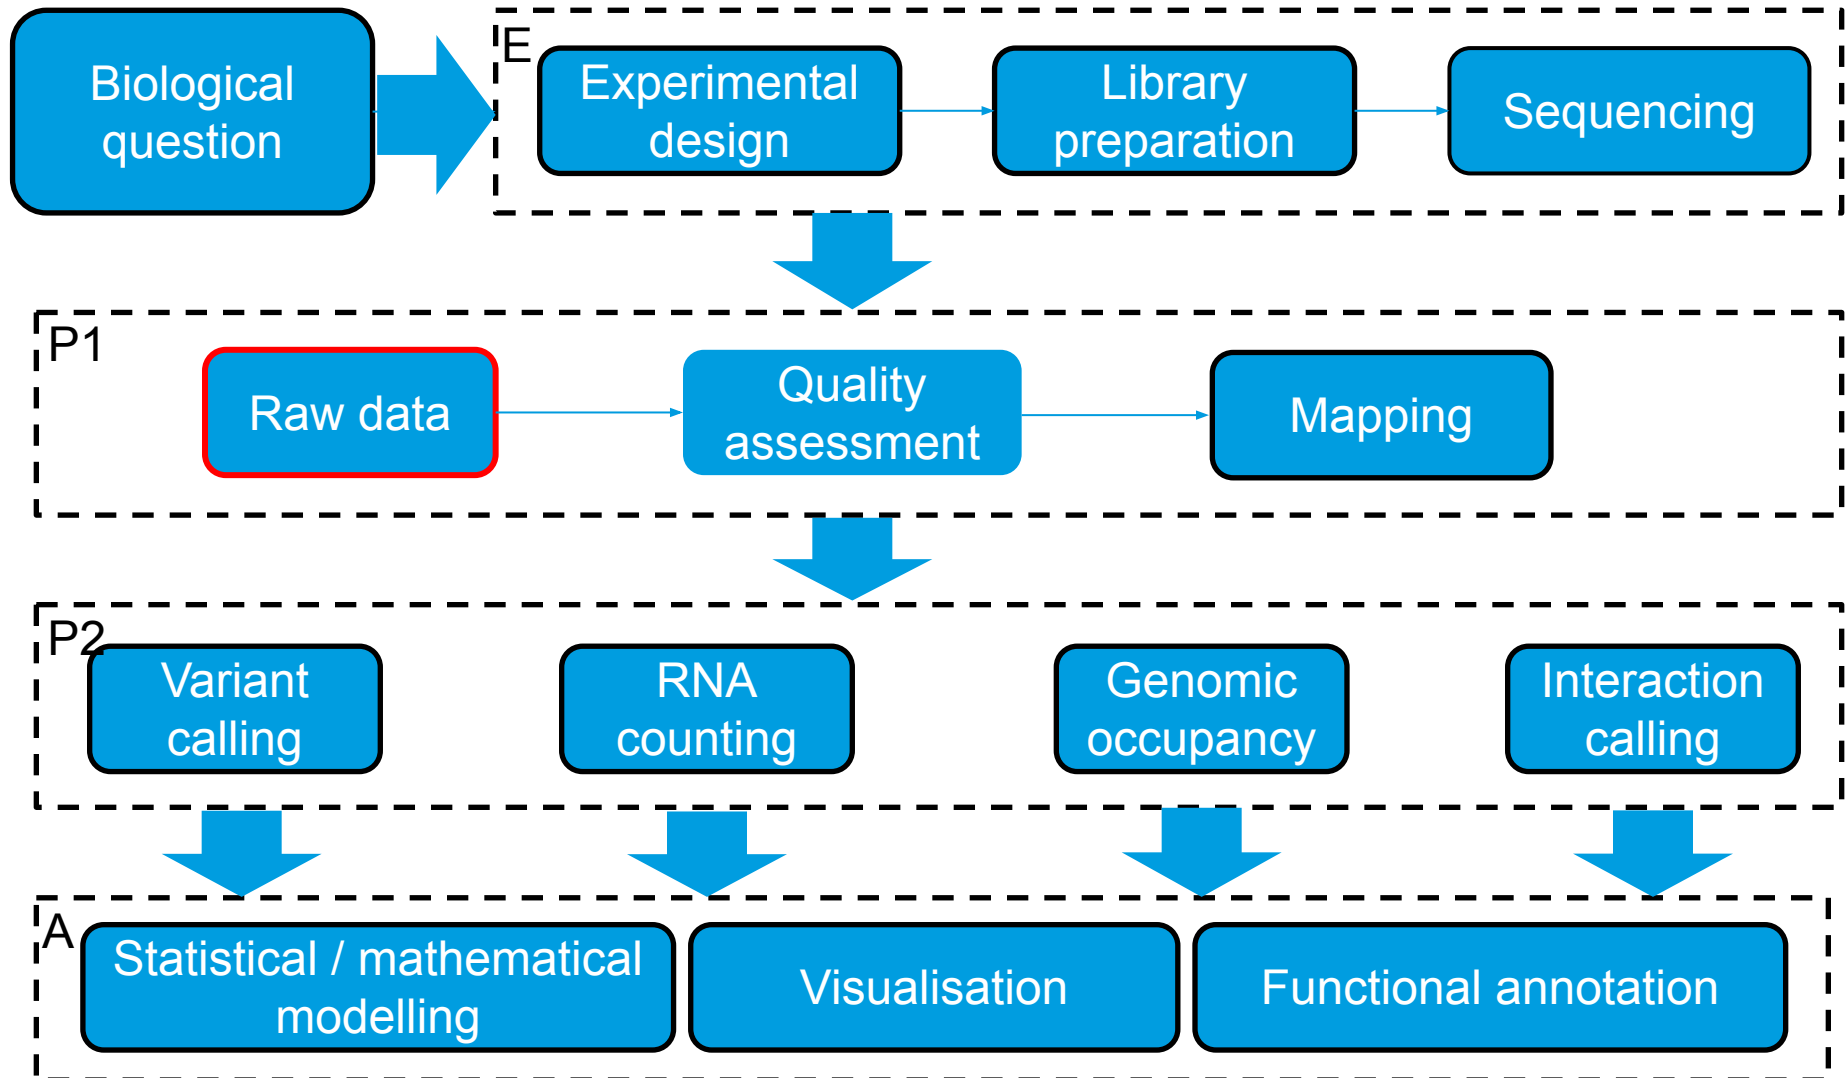 Biological
question
E
Experimental
design
Library
preparation
Sequencing
P1
Raw data
Quality
assessment
Mapping
P2
Variant
calling
RNA
counting
Genomic
occupancy
Interaction
calling
A
Statistical / mathematical
modelling
Visualisation
Functional annotation